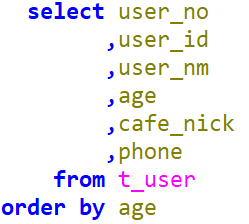 select user_no
,user_id
,user_nm
,age
,cafe_nick
,phone
from t_user
order by age